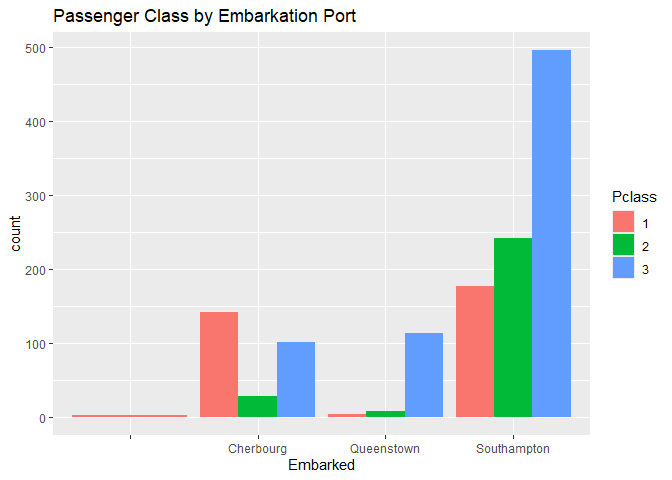 Passenger Class by Embarkation Port
500
400
300
200
100
0
count
Cherbourg
Queenstown
Southampton
Embarked
Pclass
1
2
3